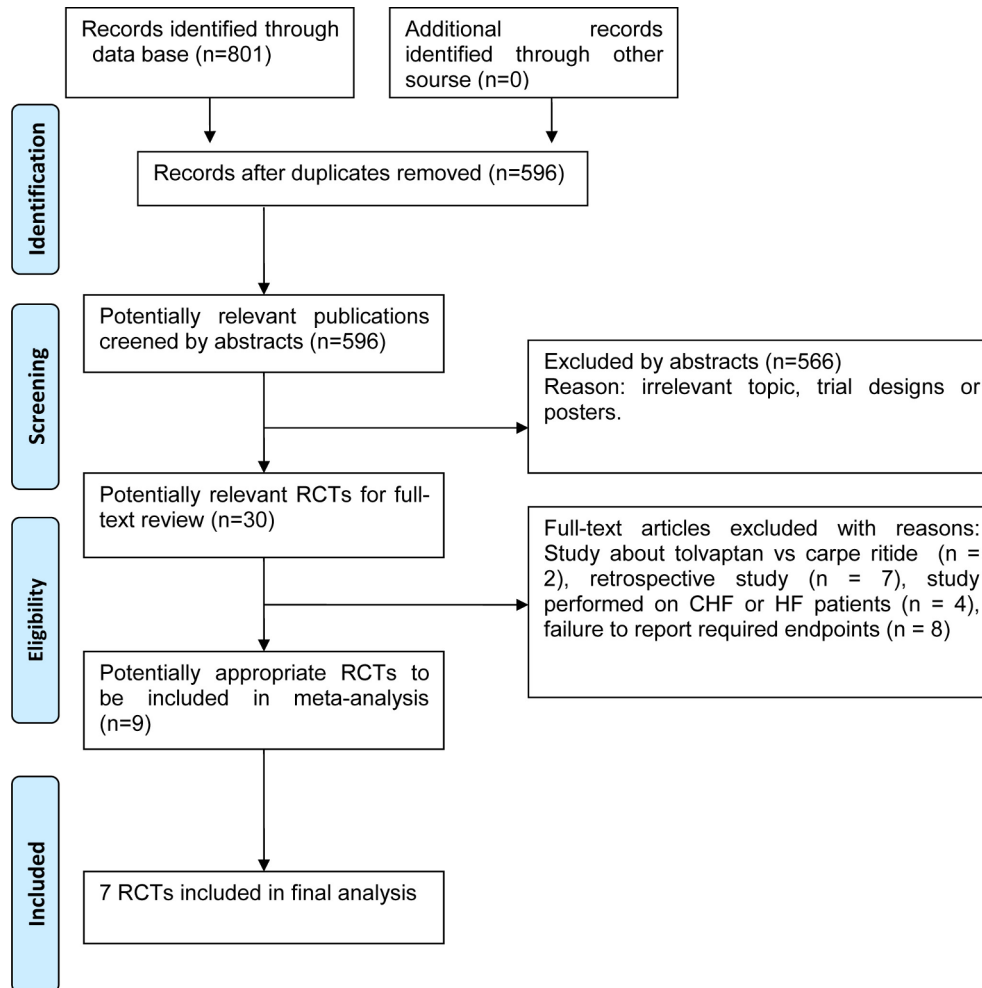 Records identified through
data base (n=801)
Additional records
identified through other
sourse (n=0)
Identification
Records after duplicates removed (n=596)
Screening
Potentially relevant publications
creened by abstracts (n=596)
Excluded by abstracts (n=566)
Reason: irrelevant topic, trial designs or
posters.
Potentially relevant RCTs for full-
text review (n=30)
Eligibility
Full-text articles excluded with reasons:
Study about tolvaptan vs carpe ritide (n =
2), retrospective study (n = 7), study
performed on CHF or HF patients (n = 4),
failure to report required endpoints (n = 8)
Potentially appropriate RCTs to
be included in meta-analysis
(n=9)
Included
7 RCTs included in final analysis